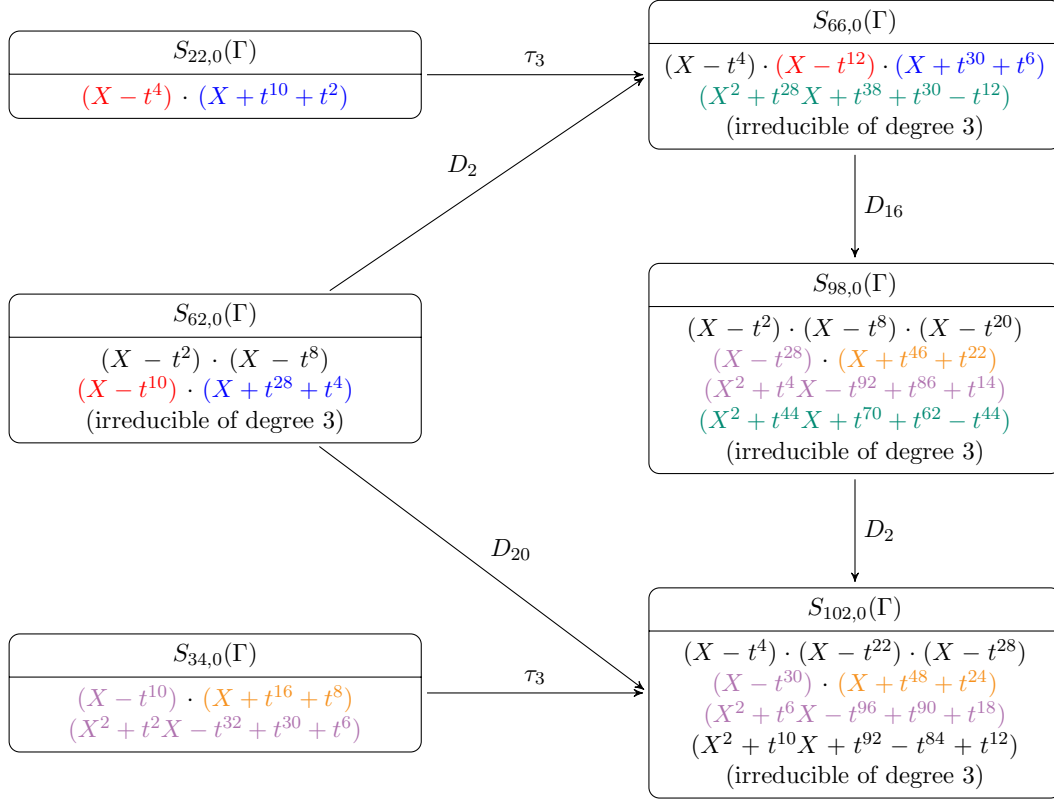 S_{22,0}(Γ)
(X − t^4) · (X + t^{10} + t^2)
τ_3
S_{66,0}(Γ)
(X − t^4) · (X − t^{12}) · (X + t^{30} + t^6)
(X^2 + t^{28}X + t^{38} + t^{30} − t^{12})
(irreducible of degree 3)
D_2
D_{16}
S_{62,0}(Γ)
(X − t^2) · (X − t^8)
(X − t^{10}) · (X + t^{28} + t^4)
(irreducible of degree 3)
S_{98,0}(Γ)
(X − t^2) · (X − t^8) · (X − t^{20})
(X − t^{28}) · (X + t^{46} + t^{22})
(X^2 + t^4X − t^{92} + t^{86} + t^{14})
(X^2 + t^{44}X + t^{70} + t^{62} − t^{44})
(irreducible of degree 3)
D_{20}
D_2
S_{34,0}(Γ)
(X − t^{10}) · (X + t^{16} + t^8)
(X^2 + t^2X − t^{32} + t^{30} + t^6)
τ_3
S_{102,0}(Γ)
(X − t^4) · (X − t^{22}) · (X − t^{28})
(X − t^{30}) · (X + t^{48} + t^{24})
(X^2 + t^6X − t^{96} + t^{90} + t^{18})
(X^2 + t^{10}X + t^{92} − t^{84} + t^{12})
(irreducible of degree 3)